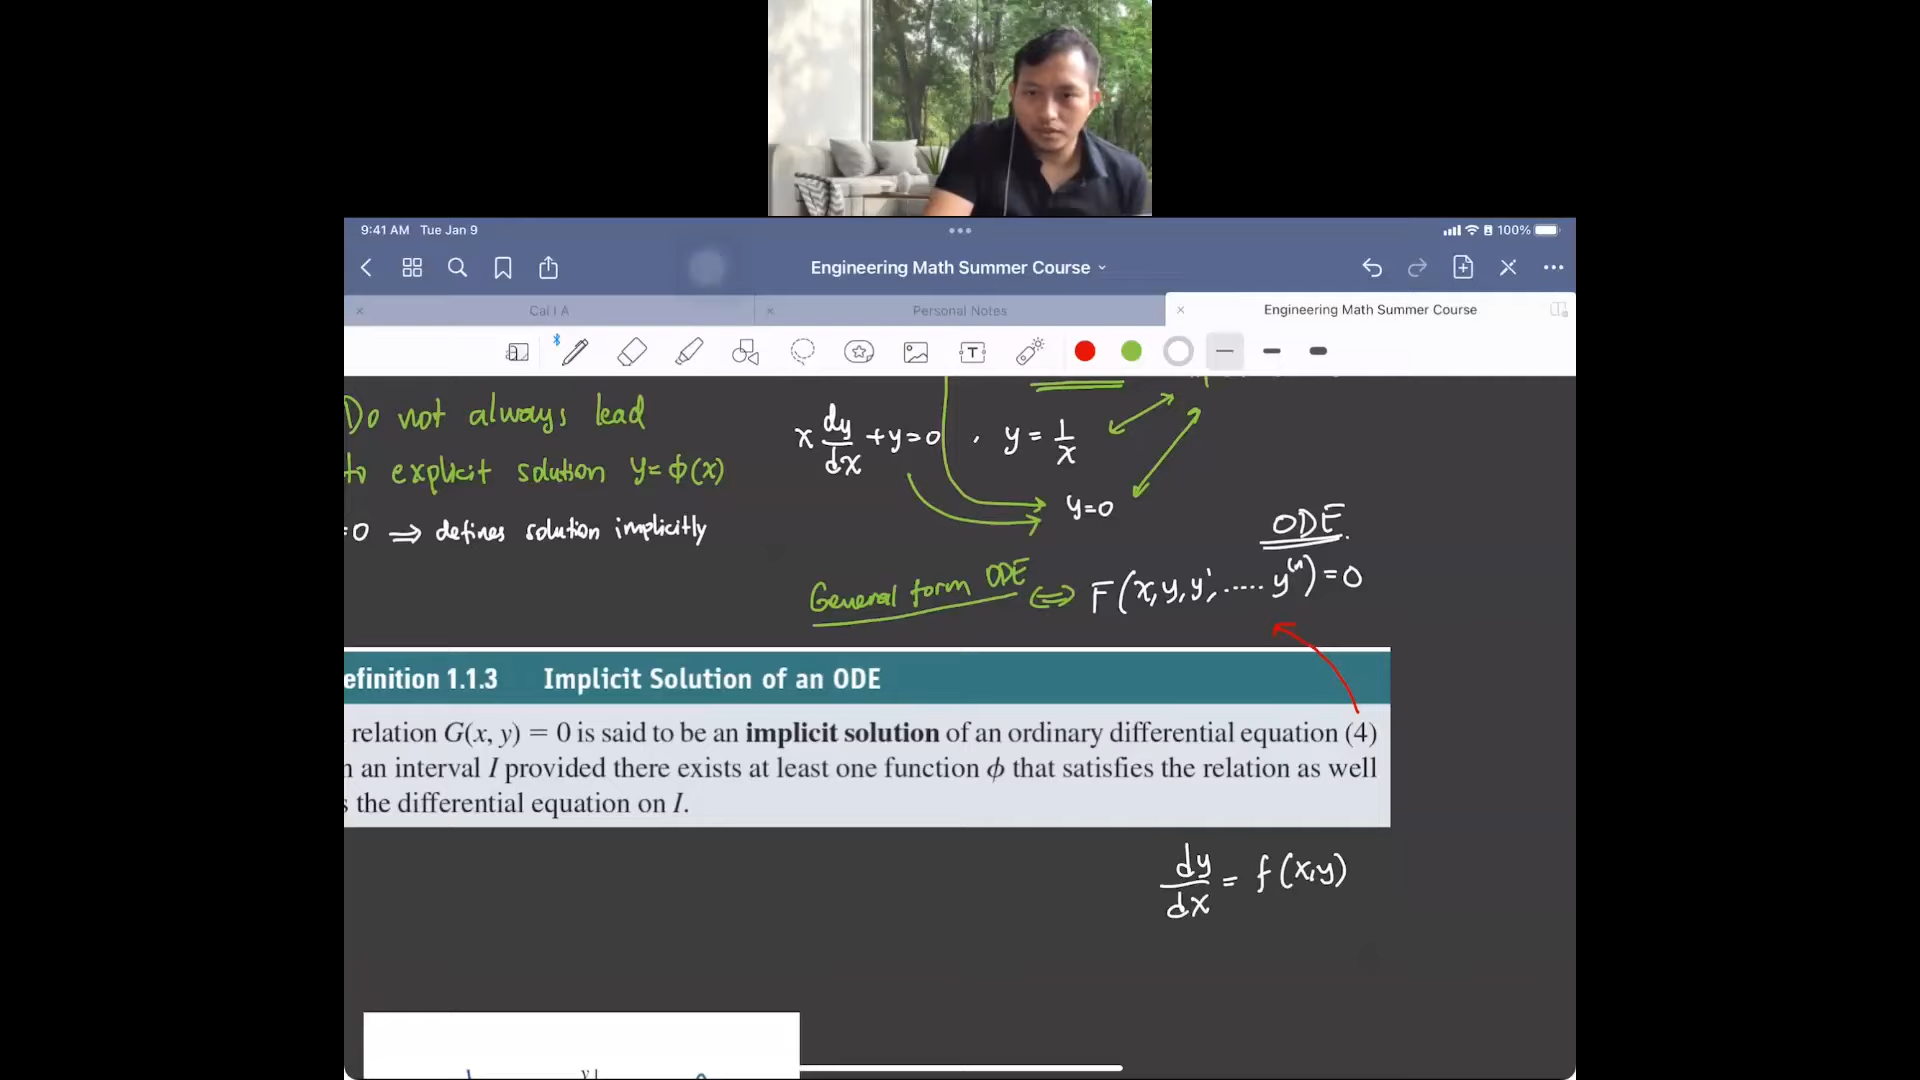 9:41 AM Tue Jan 9
100%
Engineering Math Summer Course
Cal I A
Personal Notes
Engineering Math Summer Course
Do not always lead
to explicit solution y=ϕ(x)
=0 ⟹ defines solution implicitly
x dy/dx +y=0 , y = 1/x
y=0
ODE
General form ODE ⟺ F(x,y,y',.....y⁽ⁿ⁾)=0
efinition 1.1.3 Implicit Solution of an ODE
relation G(x, y) = 0 is said to be an implicit solution of an ordinary differential equation (4)
n an interval I provided there exists at least one function ϕ that satisfies the relation as well
s the differential equation on I.
dy/dx = f(x,y)
y